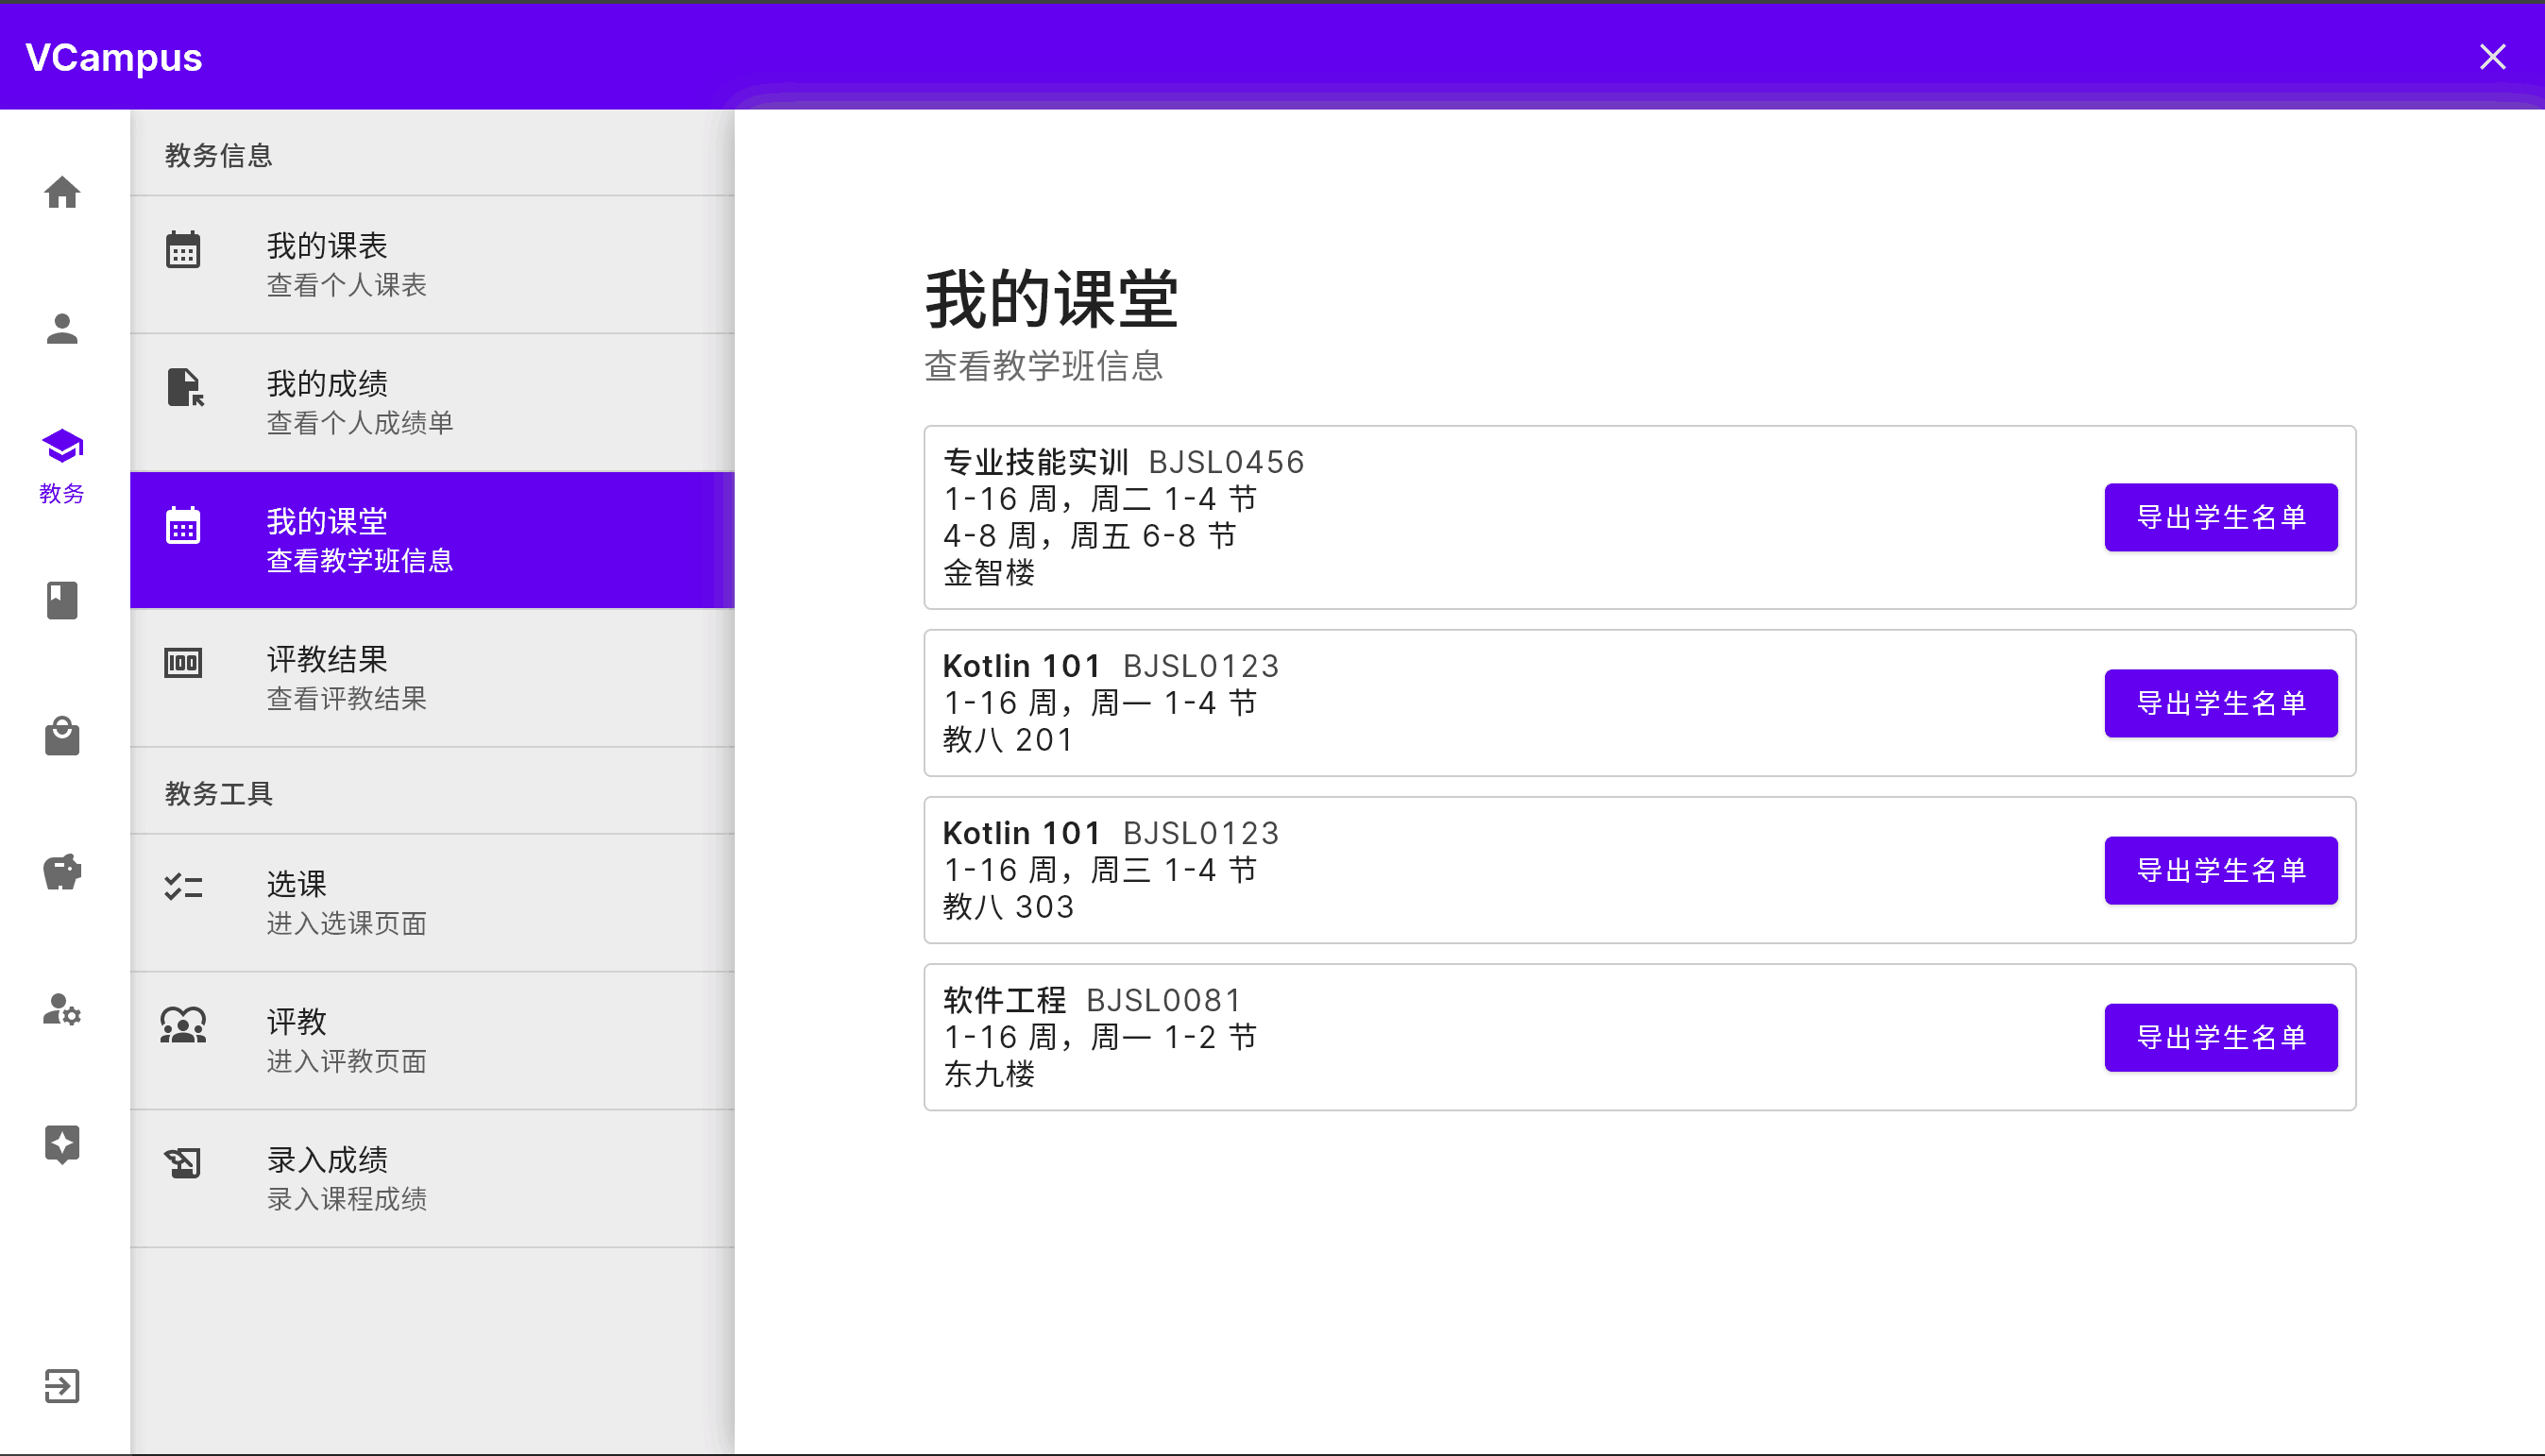 VCampus
教务
教务信息
我的课表
查看个人课表
我的成绩
查看个人成绩单
我的课堂
查看教学班信息
100
评教结果
查看评教结果
教务工具
选课
进入选课页面
评教
进入评教页面
录入成绩
录入课程成绩
我的课堂
查看教学班信息
专业技能实训 BJSL0456
1-16 周，周二 1-4 节
4-8 周，周五 6-8 节
金智楼
导出学生名单
Kotlin 101 BJSL0123
1-16 周，周一 1-4 节
教八 201
导出学生名单
Kotlin 101 BJSL0123
1-16 周，周三 1-4 节
教八 303
导出学生名单
软件工程 BJSL0081
1-16 周，周一 1-2 节
东九楼
导出学生名单